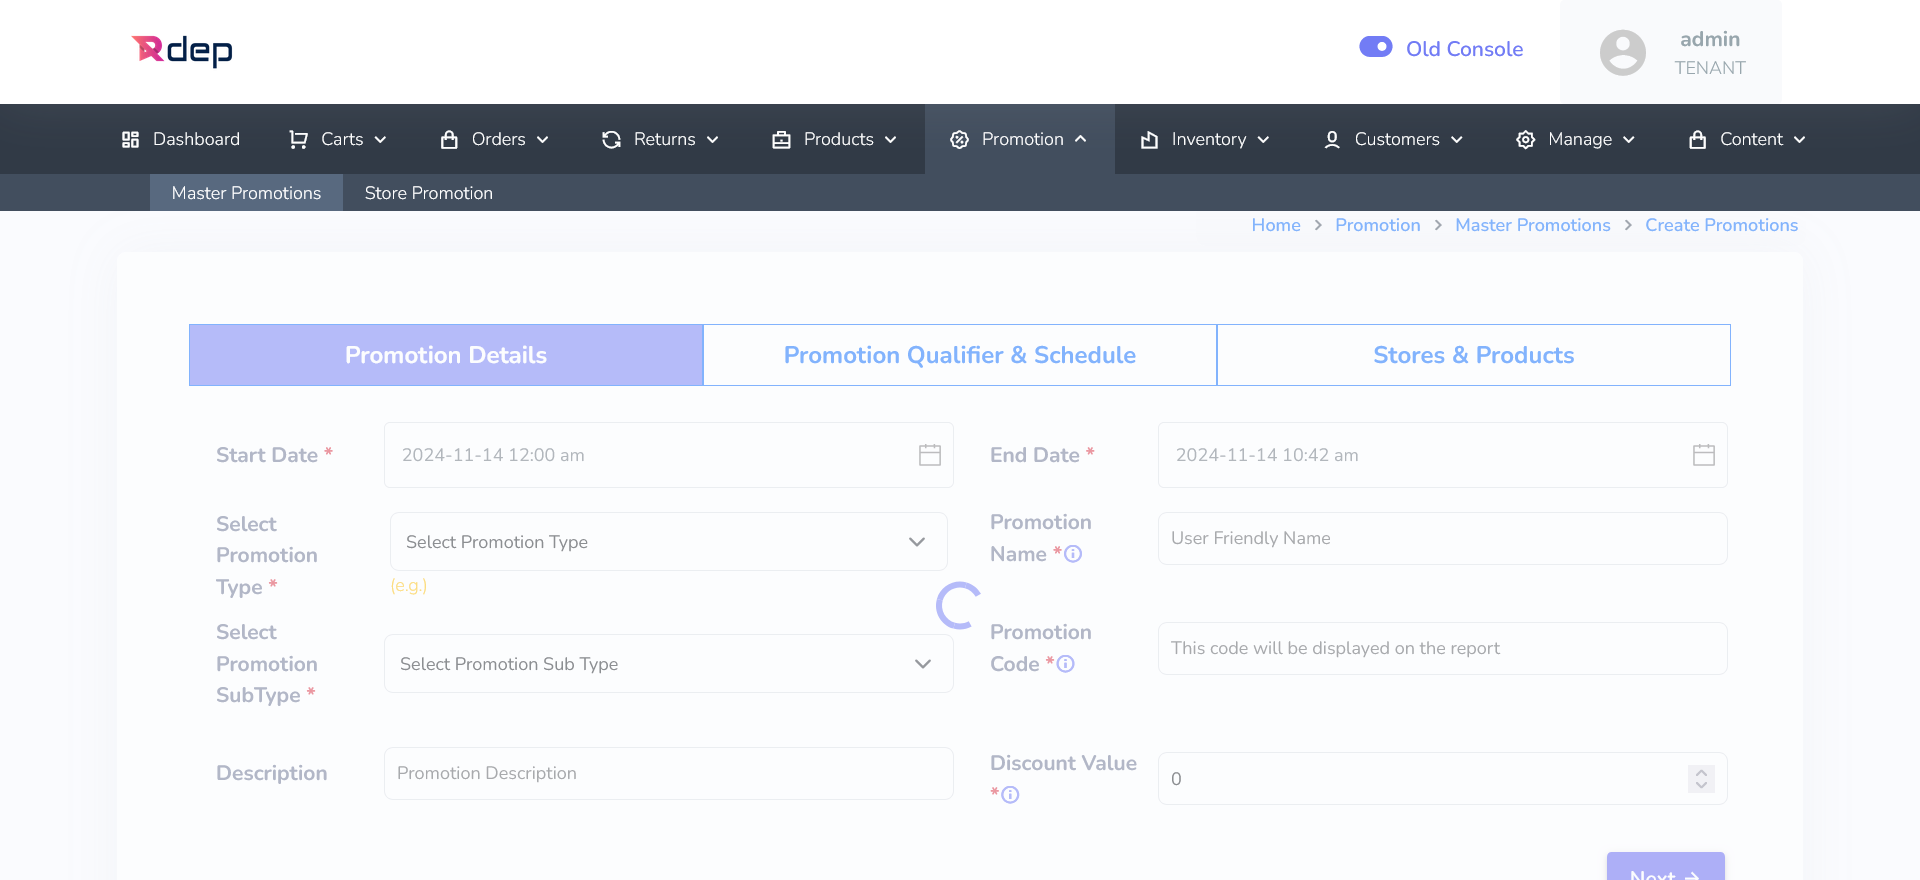 Rdep
Old Console
admin
TENANT
Dashboard Carts Orders Returns Products Promotion Inventory Customers Manage Content
Master Promotions Store Promotion
Home > Promotion > Master Promotions > Create Promotions
Promotion Details Promotion Qualifier & Schedule Stores & Products
Start Date * 2024-11-14 12:00 am End Date * 2024-11-14 10:42 am
Select
Promotion
Type *
Select Promotion Type
(e.g.)
Promotion
Name *
User Friendly Name
Select
Promotion
SubType *
Select Promotion Sub Type
Promotion
Code *
This code will be displayed on the report
Description Promotion Description
Discount Value
*
0
Next →